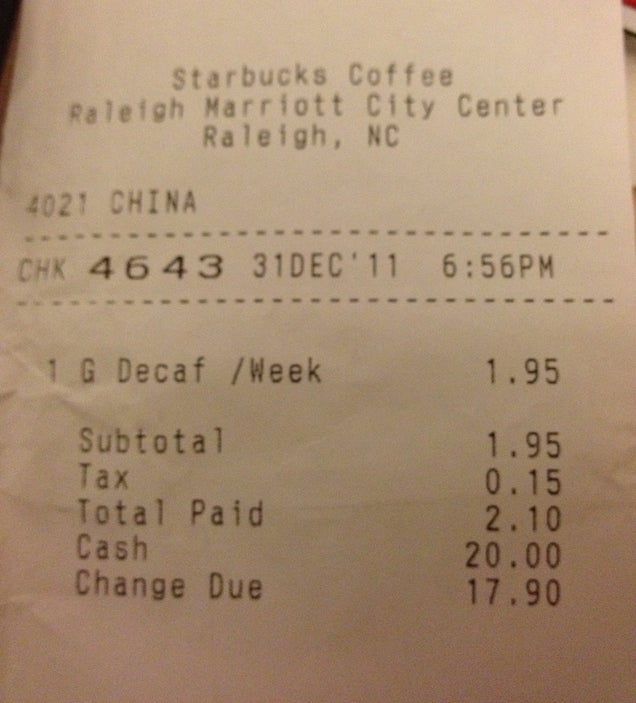 Starbucks Coffee
Raleigh Marriott City Center
Raleigh, NC
4021 CHINA
CHK 4643 31DEC'11 6:56PM
1 G Decaf /Week 1.95
Subtotal 1.95
Tax 0.15
Total Paid 2.10
Cash 20.00
Change Due 17.90